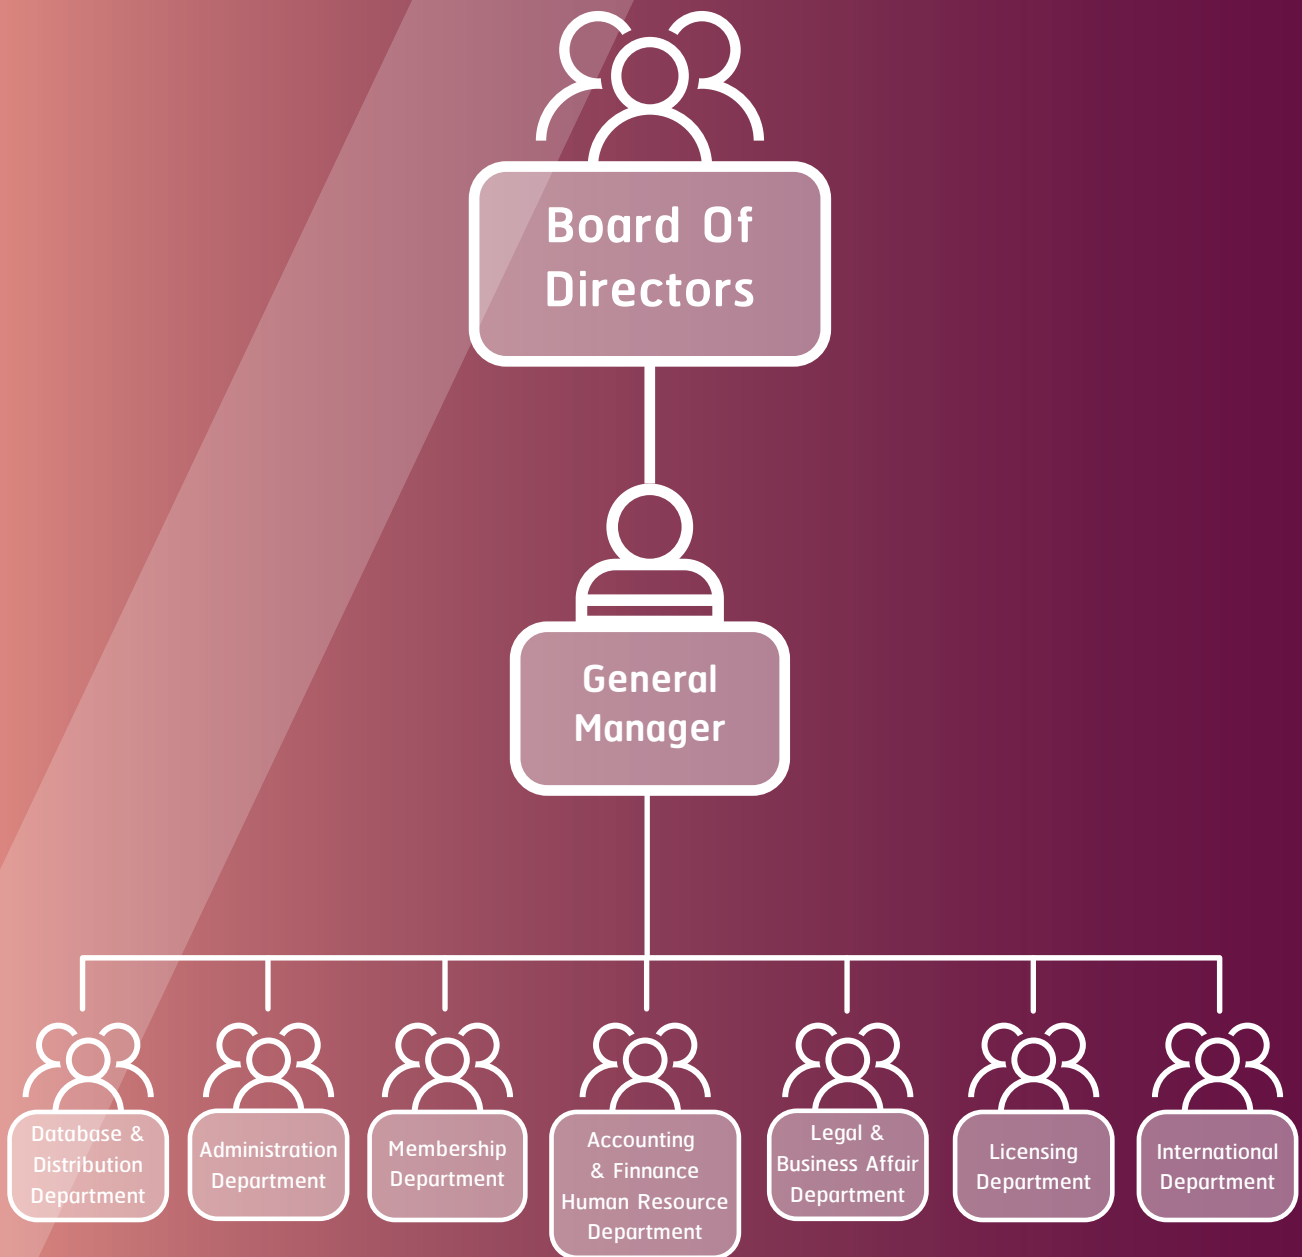 Board Of
Directors
General
Manager
Database &
Distribution
Department
Administration
Department
Membership
Department
Accounting
& Finnance
Human Resource
Department
Legal &
Business Affair
Department
Licensing
Department
International
Department